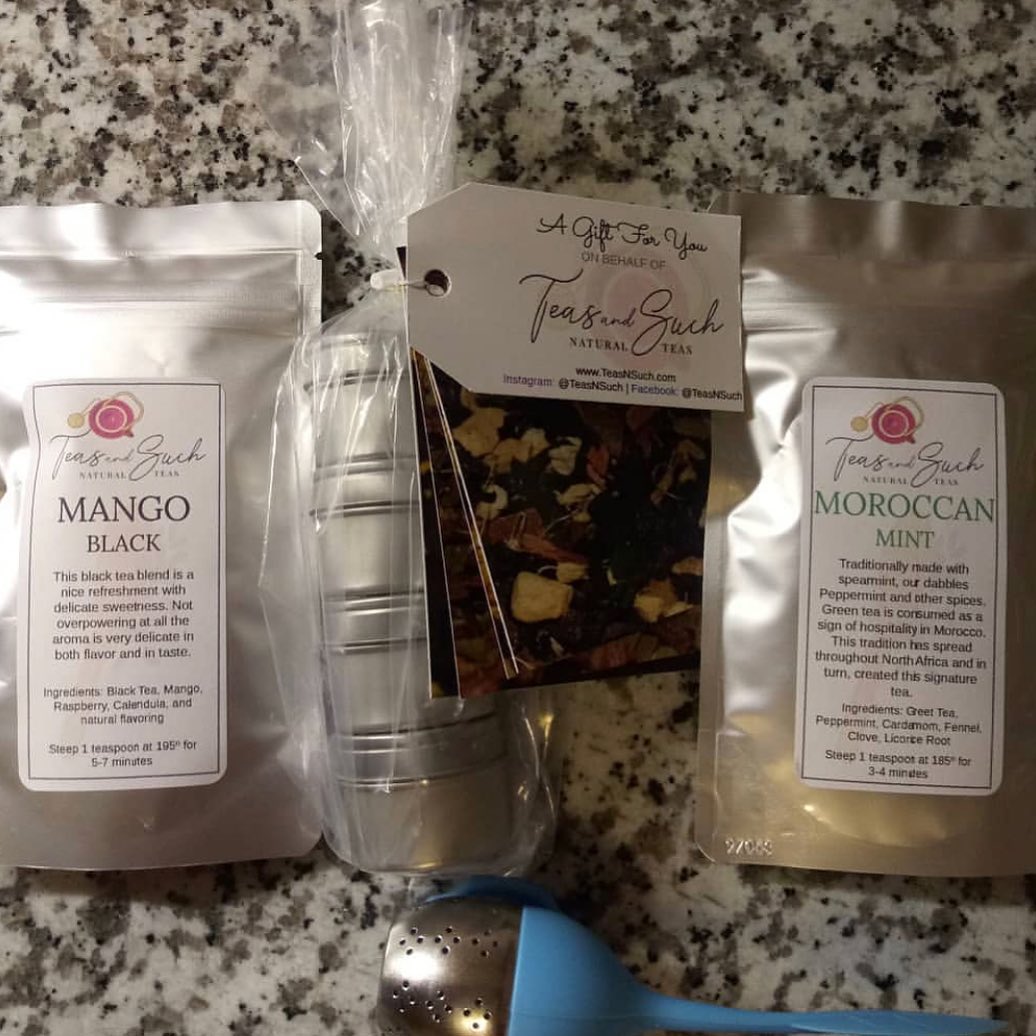 A Gift For You
ON BEHALF OF
Teas and Such
NATURAL TEAS
www.TeasNSuch.com
Instagram: @TeasNSuch | Facebook: @TeasNSuch
Teas and Such
NATURAL TEAS
MANGO
BLACK
This black tea blend is a
nice refreshment with
delicate sweetness. Not
overpowering at all the
aroma is very delicate in
both flavor and in taste.
Ingredients: Black Tea, Mango,
Raspberry, Calendula, and
natural flavoring
Steep 1 teaspoon at 195º for
5-7 minutes
Teas and Such
NATURAL TEAS
MOROCCAN
MINT
Traditionally made with
spearmint, our dabbles
Peppermint and other spices.
Green tea is consumed as a
sign of hospitality in Morocco.
This tradition has spread
throughout North Africa and in
turn, created this signature
tea.
Ingredients: Greet Tea,
Peppermint, Cardamom, Fennel,
Clove, Licorice Root
Steep 1 teaspoon at 185º for
3-4 minutes